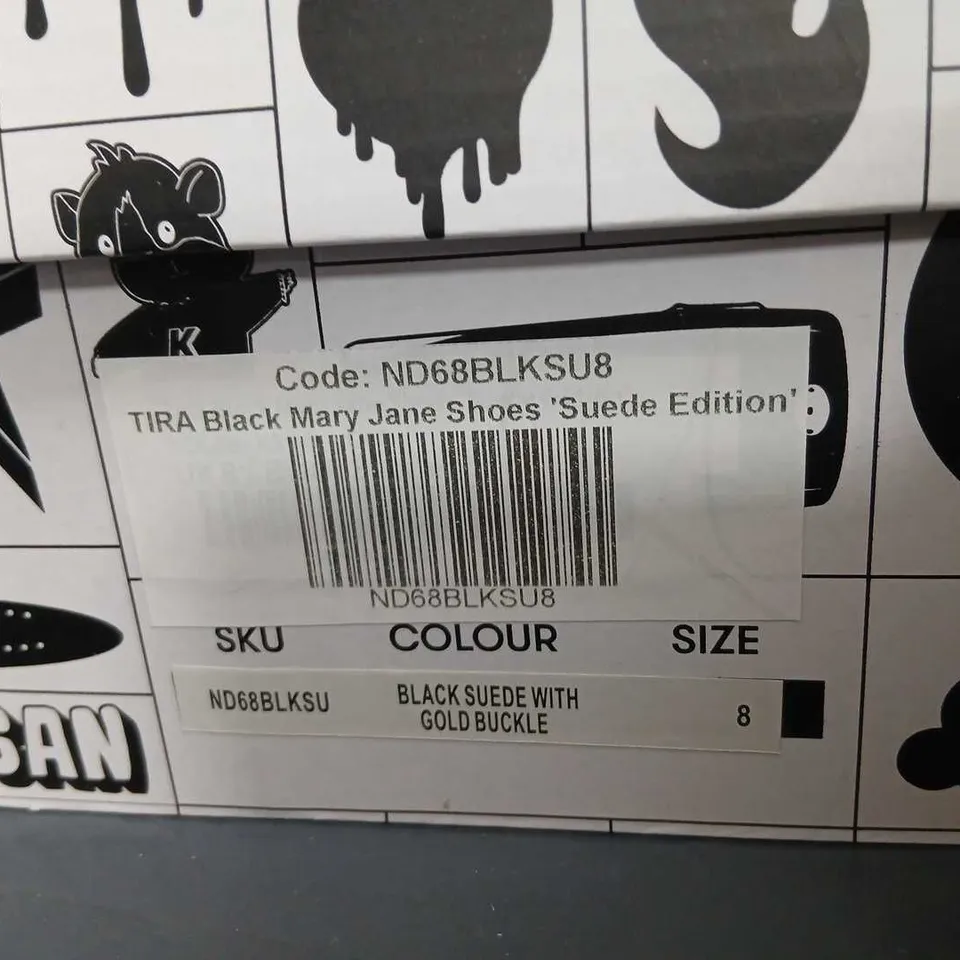 K
Code: ND68BLKSU8
TIRA Black Mary Jane Shoes 'Suede Edition'
ND68BLKSU8
SKU COLOUR SIZE
ND68BLKSU BLACK SUEDE WITH GOLD BUCKLE 8
SAN